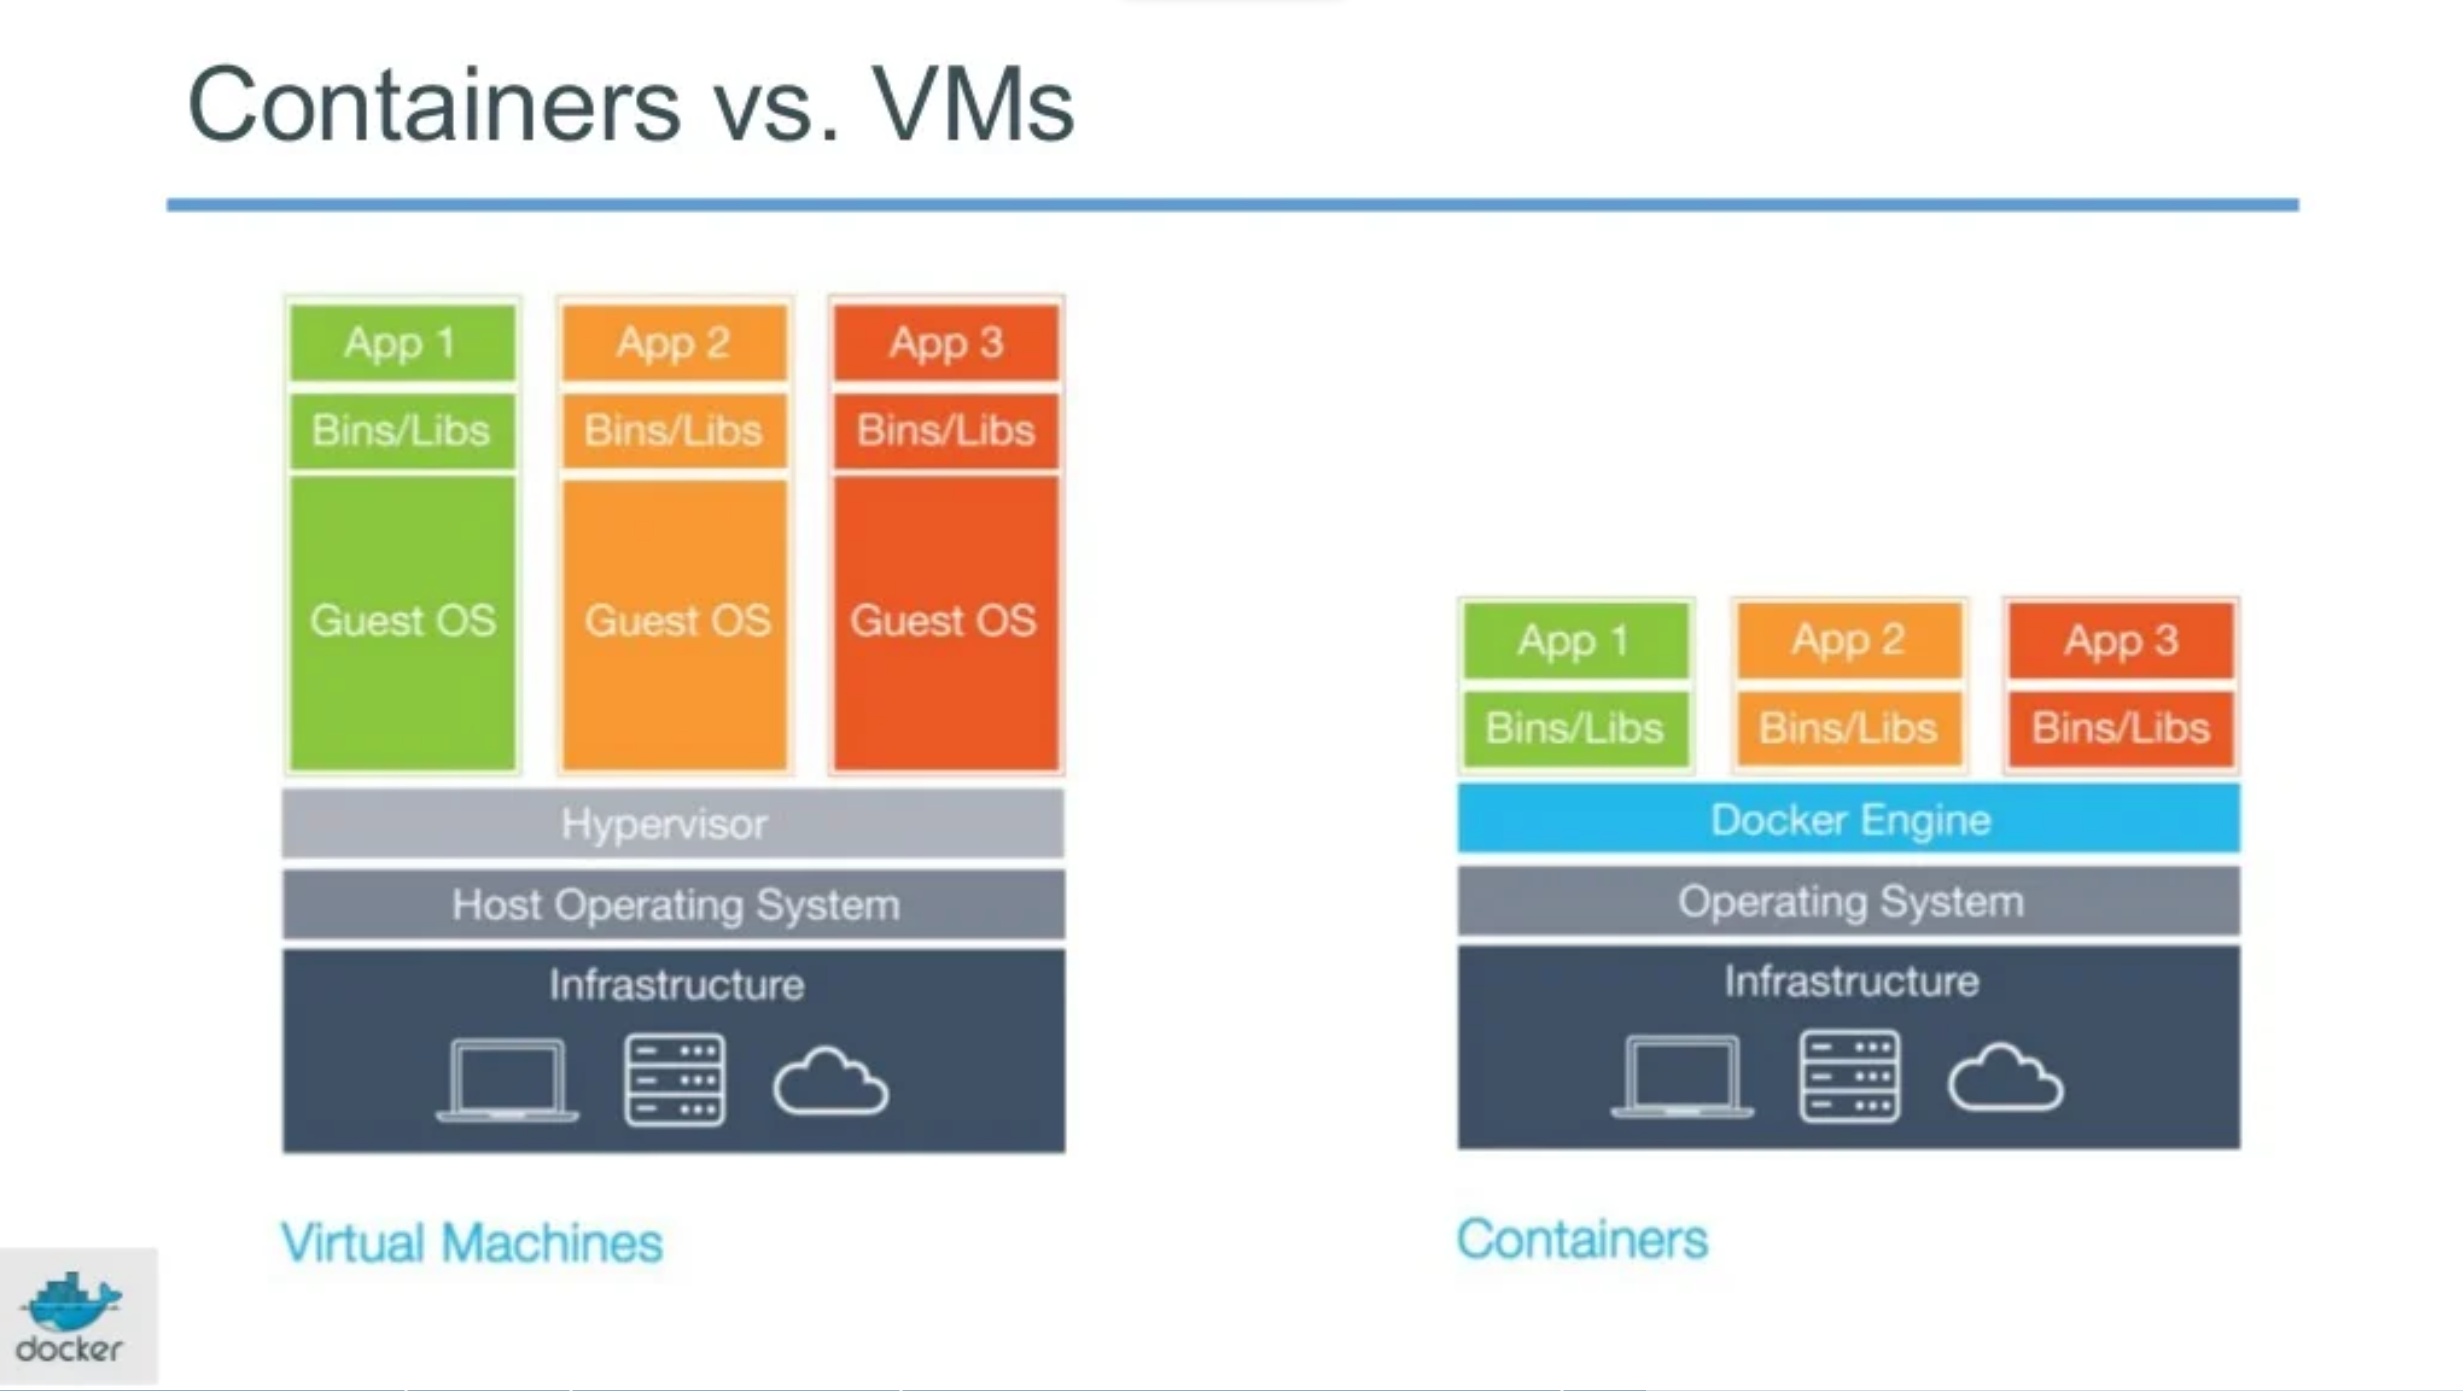 Containers vs. VMs
App 1
App 2
App 3
Bins/Libs
Bins/Libs
Bins/Libs
Guest OS
Guest OS
Guest OS
Hypervisor
Host Operating System
Infrastructure
Virtual Machines
App 1
App 2
App 3
Bins/Libs
Bins/Libs
Bins/Libs
Docker Engine
Operating System
Infrastructure
Containers
docker